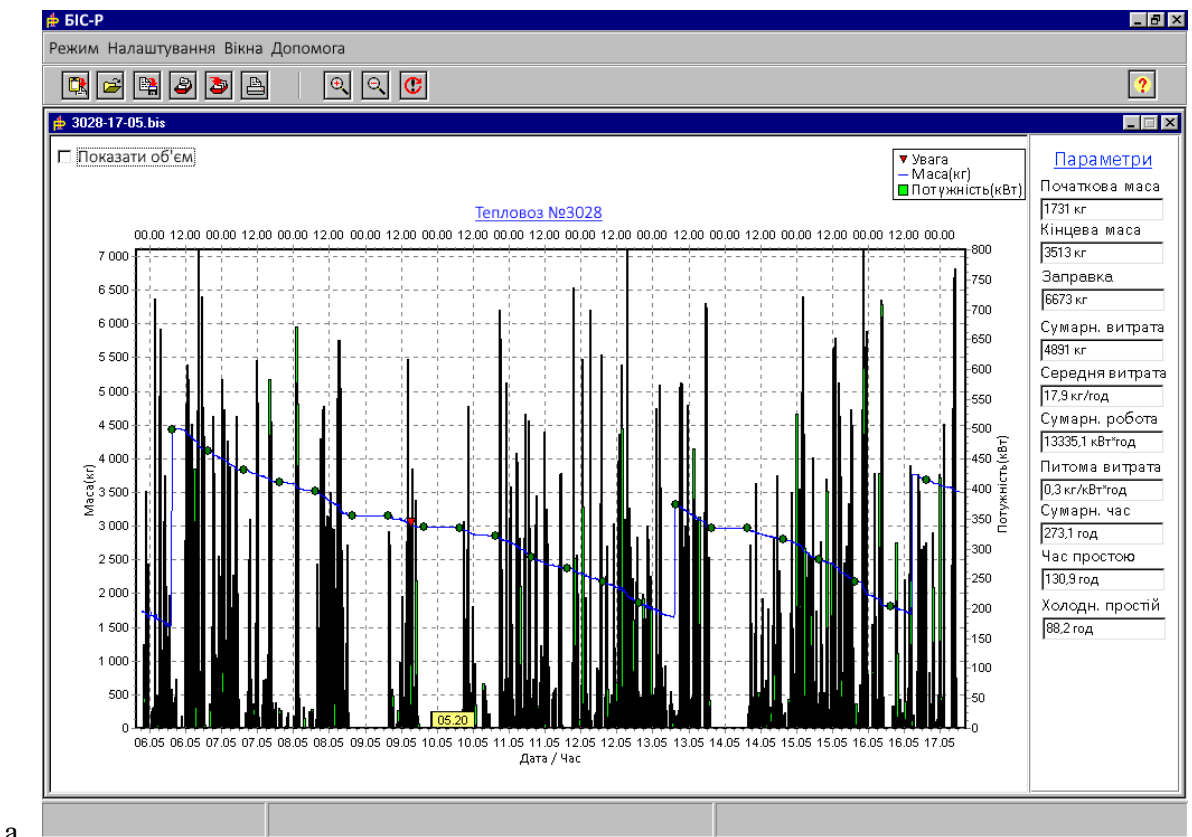 БІС-Р
Режим Налаштування Вікна Допомога
3028-17-05.bis
Показати об'єм
Увага
Маса(кг)
Потужність(кВт)
Тепловоз №3028
00.00 12.00 00.00 12.00 00.00 12.00 00.00 12.00 00.00 12.00 00.00 12.00 00.00 12.00 00.00 12.00 00.00 12.00 00.00 12.00 00.00 12.00 00.00
7 000
6 500
6 000
5 500
5 000
4 500
4 000
3 500
3 000
2 500
2 000
1 500
1 000
500
0
Маса(кг)
800
750
700
650
600
550
500
450
400
350
300
250
200
150
100
50
0
Потужність(кВт)
05.20
06.05 06.05 07.05 07.05 08.05 08.05 09.05 09.05 10.05 10.05 11.05 11.05 12.05 12.05 13.05 13.05 14.05 14.05 15.05 15.05 16.05 16.05 17.05
Дата / Час
Параметри
Початкова маса
1731 кг
Кінцева маса
3513 кг
Заправка
6673 кг
Сумарн. витрата
4891 кг
Середня витрата
17,9 кг/год
Сумарн. робота
13335,1 кВт*год
Питома витрата
0,3 кг/кВт*год
Сумарн. час
273,1 год
Час простою
130,9 год
Холодн. простій
88,2 год
а